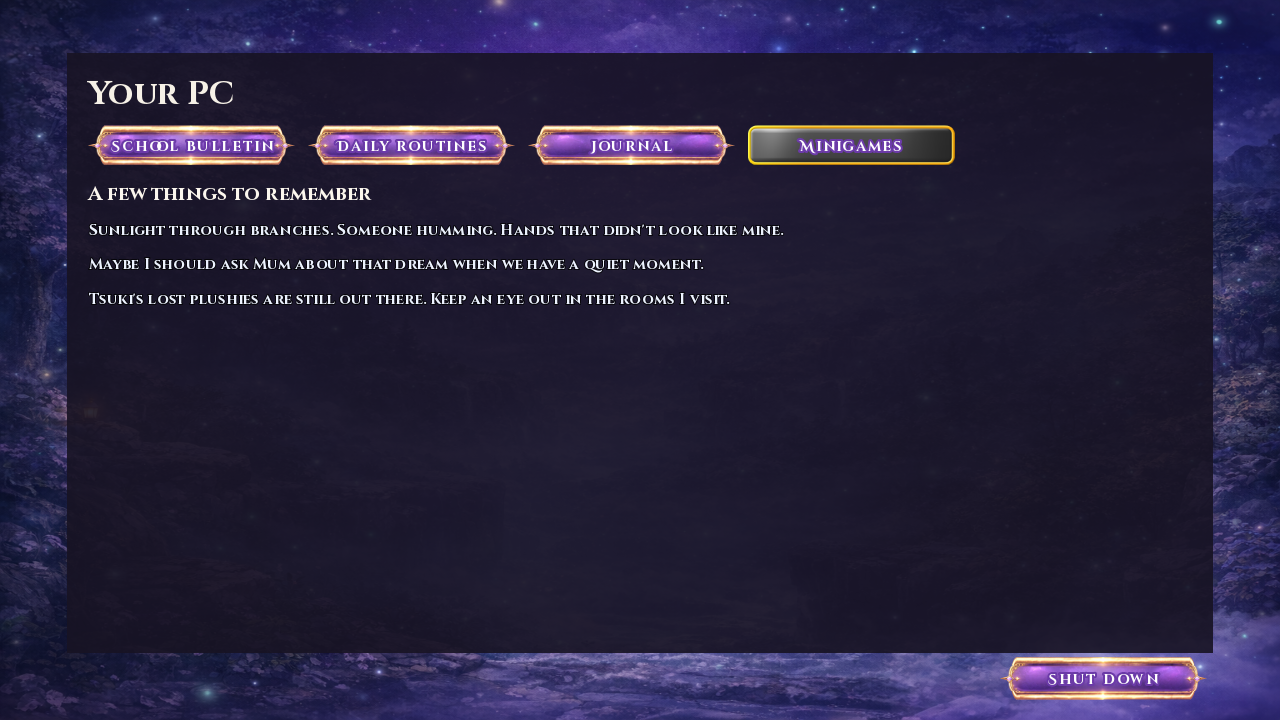 Your PC
School Bulletin
Daily Routines
Journal
Minigames
A few things to remember
Sunlight through branches. Someone humming. Hands that didn't look like mine.
Maybe I should ask Mum about that dream when we have a quiet moment.
Tsuki's lost plushies are still out there. Keep an eye out in the rooms I visit.
Shut down